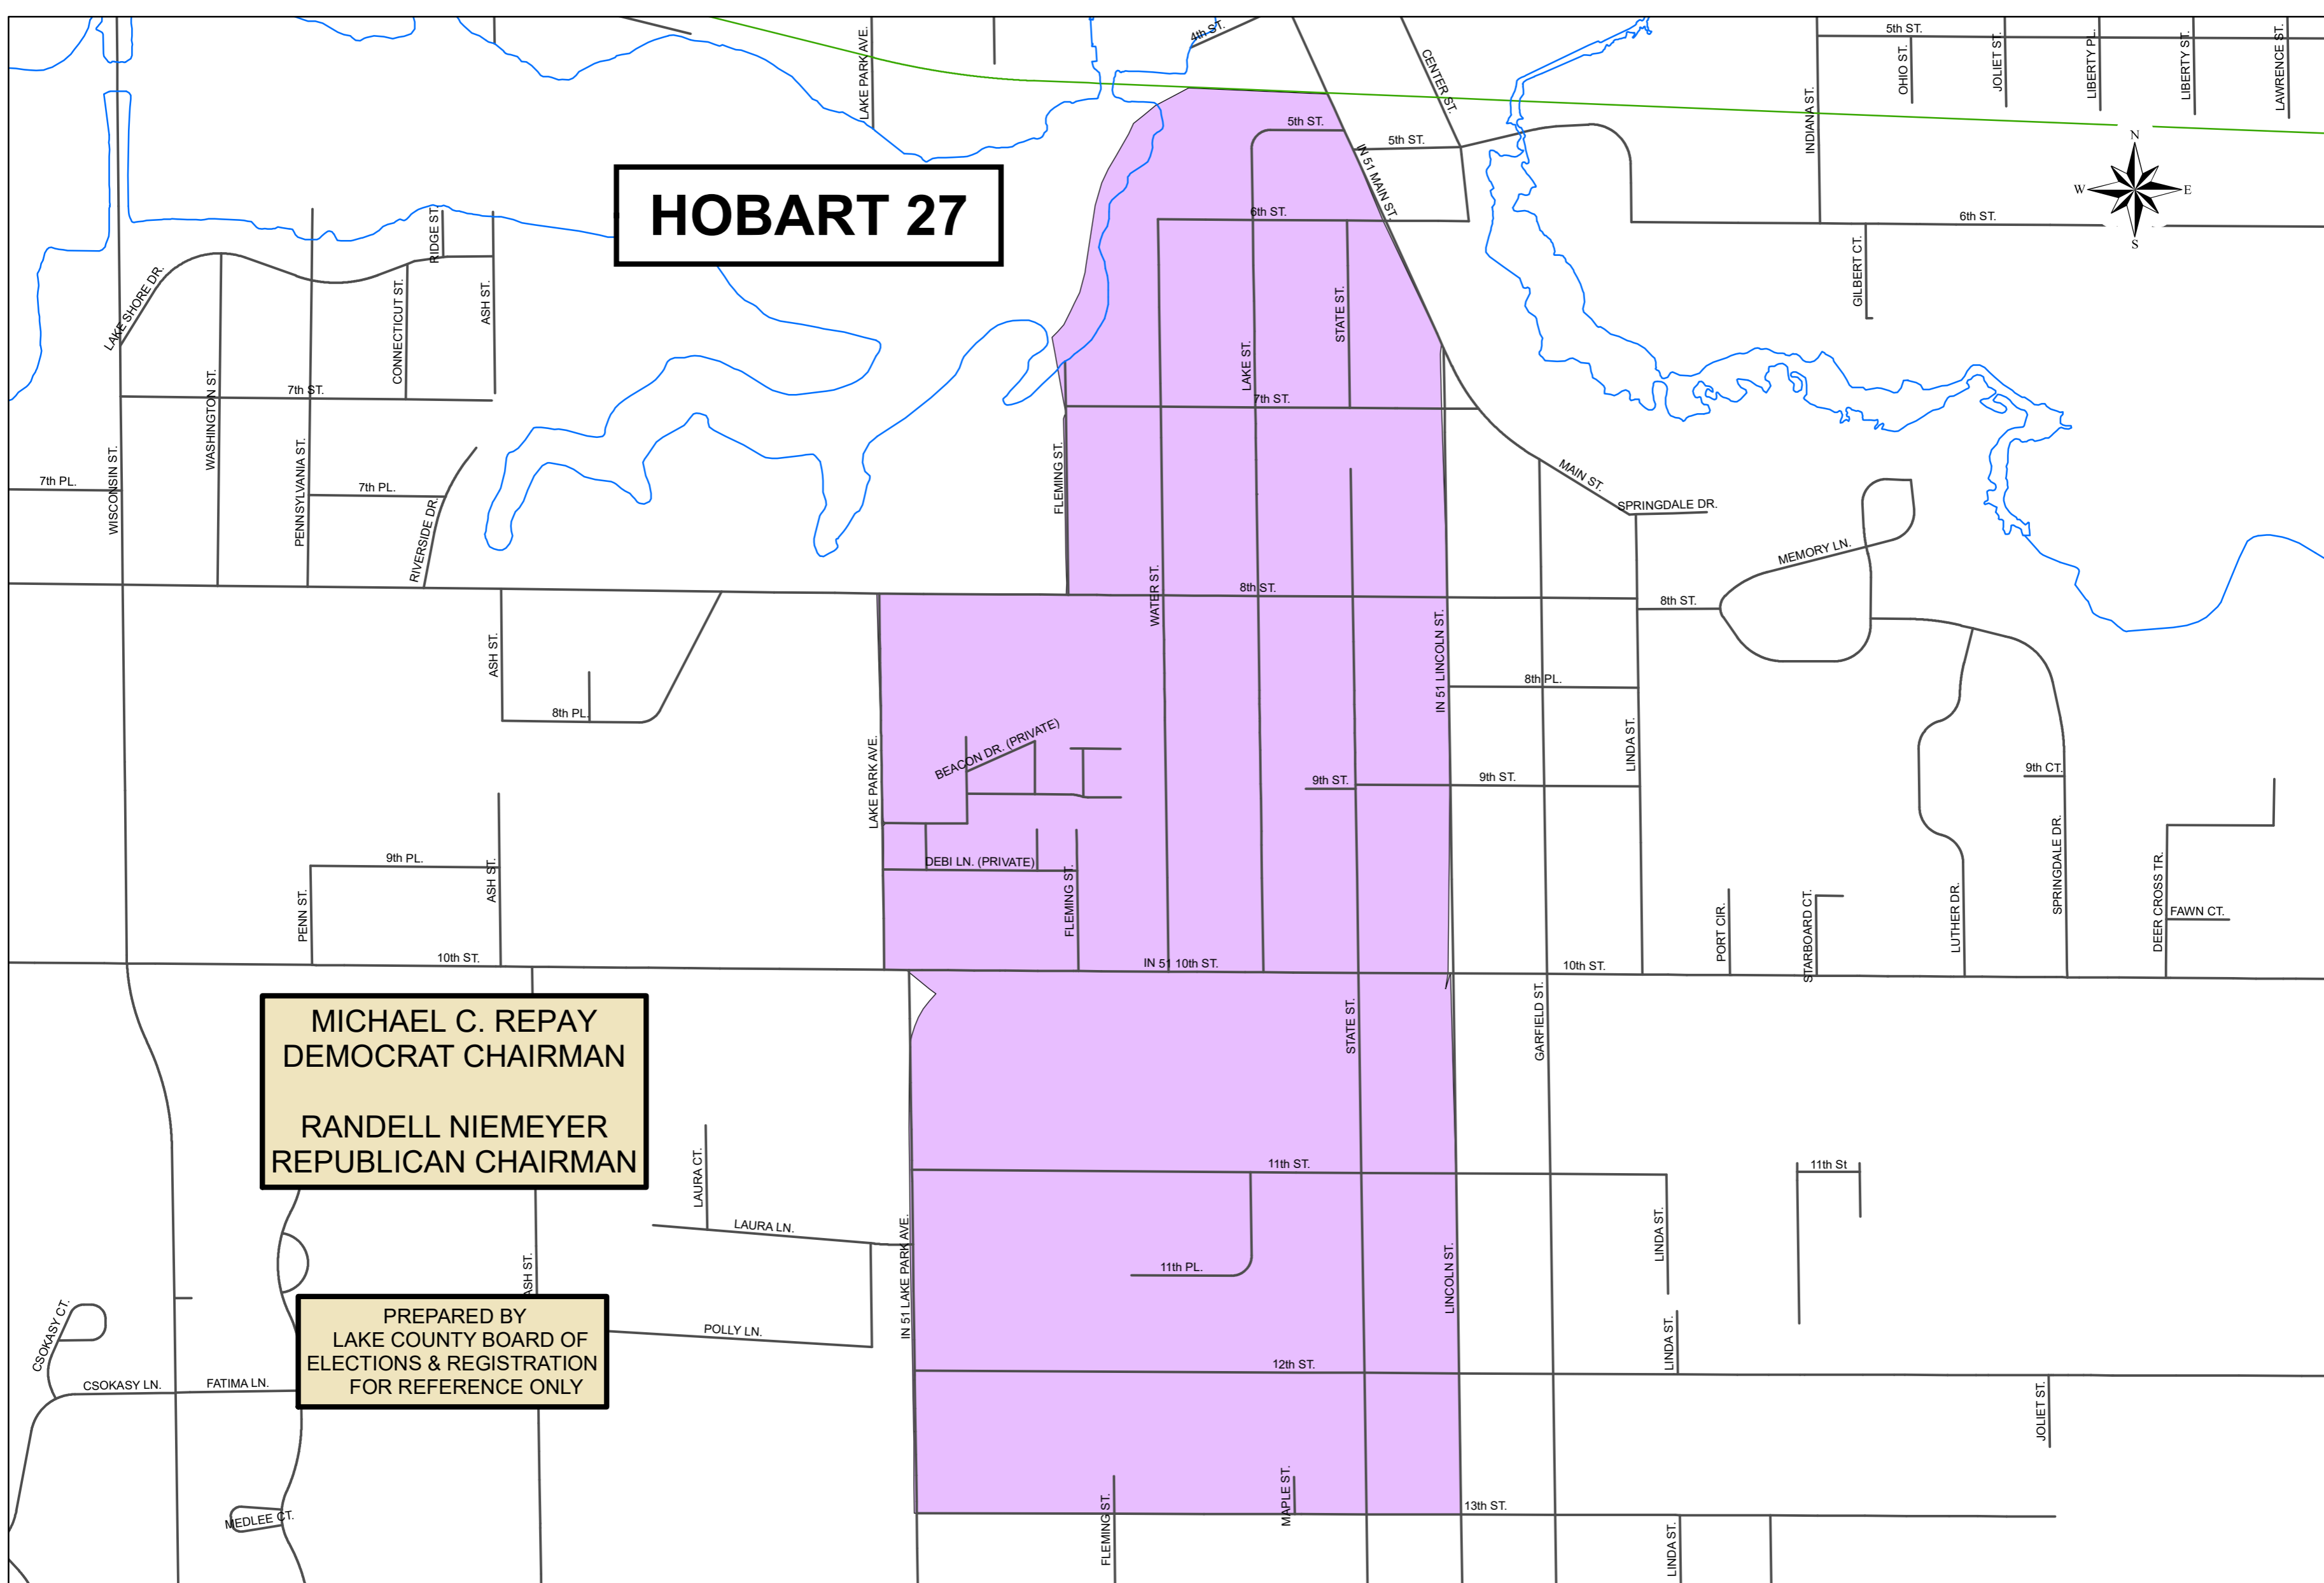 4th ST.
5th ST.
LAKE PARK AVE.
CENTER ST.
OHIO ST.
JOLIET ST.
LIBERTY PL.
LIBERTY ST.
LAWRENCE ST.
INDIANA ST.
5th ST.
5th ST.
IN 51 MAIN ST.
N
W
E
S
HOBART 27
6th ST.
6th ST.
RIDGE ST.
LAKE SHORE DR.
CONNECTICUT ST.
ASH ST.
GILBERT CT.
STATE ST.
LAKE ST.
7th ST.
7th ST.
WASHINGTON ST.
PENNSYLVANIA ST.
WISCONSIN ST.
7th PL.
7th PL.
RIVERSIDE DR.
FLEMING ST.
MAIN ST.
SPRINGDALE DR.
MEMORY LN.
WATER ST.
8th ST.
8th ST.
ASH ST.
IN 51 LINCOLN ST.
8th PL.
8th PL.
LINDA ST.
BEACON DR. (PRIVATE)
LAKE PARK AVE.
9th ST.
9th ST.
9th CT.
9th PL.
ASH ST.
PENN ST.
DEBI LN. (PRIVATE)
FLEMING ST.
PORT CIR.
STARBOARD CT.
LUTHER DR.
SPRINGDALE DR.
DEER CROSS TR.
FAWN CT.
10th ST.
IN 51 10th ST.
10th ST.
STATE ST.
GARFIELD ST.
MICHAEL C. REPAY
DEMOCRAT CHAIRMAN
RANDELL NIEMEYER
REPUBLICAN CHAIRMAN
LAURA CT.
LAURA LN.
11th ST.
11th St
LINDA ST.
ASH ST.
IN 51 LAKE PARK AVE.
11th PL.
LINCOLN ST.
PREPARED BY
LAKE COUNTY BOARD OF
ELECTIONS & REGISTRATION
FOR REFERENCE ONLY
POLLY LN.
LINDA ST.
CSOKASY CT.
CSOKASY LN.
FATIMA LN.
12th ST.
JOLIET ST.
MEDLEE CT.
FLEMING ST.
MAPLE ST.
13th ST.
LINDA ST.